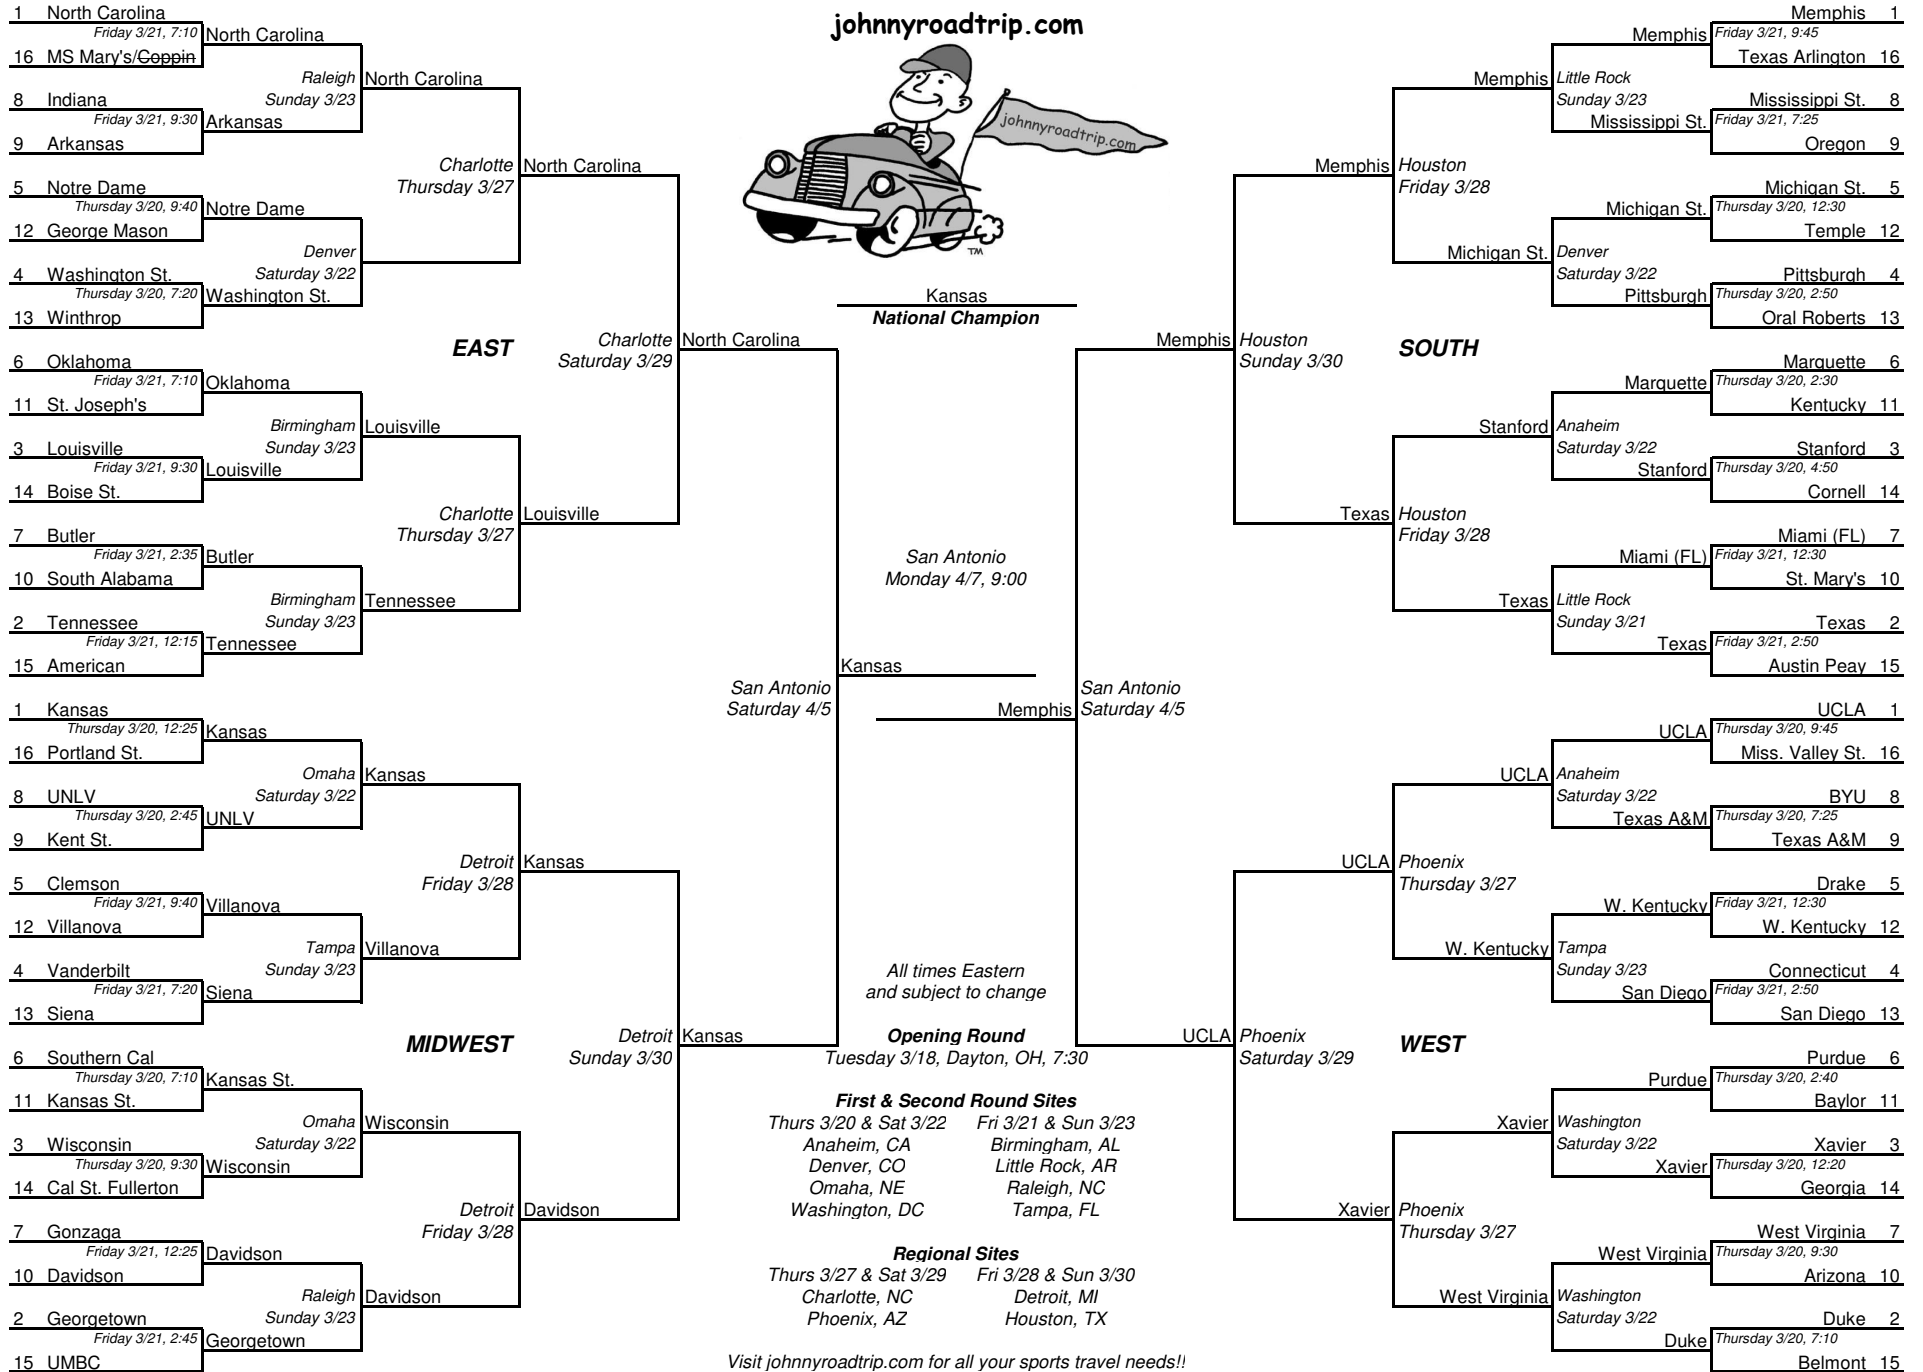 johnnyroadtrip.com
johnnyroadtrip.com
TM
1 North Carolina
Friday 3/21, 7:10
North Carolina
16 MS Mary's/Coppin
Raleigh
Sunday 3/23
North Carolina
8 Indiana
Friday 3/21, 9:30
Arkansas
9 Arkansas
Charlotte
Thursday 3/27
North Carolina
5 Notre Dame
Thursday 3/20, 9:40
Notre Dame
12 George Mason
Denver
Saturday 3/22
4 Washington St.
Thursday 3/20, 7:20
Washington St.
13 Winthrop
EAST
Charlotte
Saturday 3/29
North Carolina
6 Oklahoma
Friday 3/21, 7:10
Oklahoma
11 St. Joseph's
Birmingham
Sunday 3/23
Louisville
3 Louisville
Friday 3/21, 9:30
Louisville
14 Boise St.
Charlotte
Thursday 3/27
Louisville
7 Butler
Friday 3/21, 2:35
Butler
10 South Alabama
Birmingham
Sunday 3/23
Tennessee
2 Tennessee
Friday 3/21, 12:15
Tennessee
15 American
San Antonio
Saturday 4/5
Kansas
1 Kansas
Thursday 3/20, 12:25
Kansas
16 Portland St.
Omaha
Saturday 3/22
Kansas
8 UNLV
Thursday 3/20, 2:45
UNLV
9 Kent St.
Detroit
Friday 3/28
Kansas
5 Clemson
Friday 3/21, 9:40
Villanova
12 Villanova
Tampa
Sunday 3/23
Villanova
4 Vanderbilt
Friday 3/21, 7:20
Siena
13 Siena
MIDWEST
Detroit
Sunday 3/30
Kansas
6 Southern Cal
Thursday 3/20, 7:10
Kansas St.
11 Kansas St.
Omaha
Saturday 3/22
Wisconsin
3 Wisconsin
Thursday 3/20, 9:30
Wisconsin
14 Cal St. Fullerton
Detroit
Friday 3/28
Davidson
7 Gonzaga
Friday 3/21, 12:25
Davidson
10 Davidson
Raleigh
Sunday 3/23
Davidson
2 Georgetown
Friday 3/21, 2:45
Georgetown
15 UMBC
Kansas
National Champion
San Antonio
Monday 4/7, 9:00
All times Eastern
and subject to change
Opening Round
Tuesday 3/18, Dayton, OH, 7:30
First & Second Round Sites
Thurs 3/20 & Sat 3/22 Fri 3/21 & Sun 3/23
Anaheim, CA Birmingham, AL
Denver, CO Little Rock, AR
Omaha, NE Raleigh, NC
Washington, DC Tampa, FL
Regional Sites
Thurs 3/27 & Sat 3/29 Fri 3/28 & Sun 3/30
Charlotte, NC Detroit, MI
Phoenix, AZ Houston, TX
Visit johnnyroadtrip.com for all your sports travel needs!!
Memphis 1
Memphis
Friday 3/21, 9:45
Texas Arlington 16
Memphis
Little Rock
Sunday 3/23
Mississippi St. 8
Mississippi St.
Friday 3/21, 7:25
Oregon 9
Memphis
Houston
Friday 3/28
Michigan St. 5
Michigan St.
Thursday 3/20, 12:30
Temple 12
Michigan St.
Denver
Saturday 3/22
Pittsburgh 4
Pittsburgh
Thursday 3/20, 2:50
Oral Roberts 13
Memphis
Houston
Sunday 3/30
SOUTH
Marquette 6
Marquette
Thursday 3/20, 2:30
Kentucky 11
Stanford
Anaheim
Saturday 3/22
Stanford 3
Stanford
Thursday 3/20, 4:50
Cornell 14
Texas
Houston
Friday 3/28
Miami (FL) 7
Miami (FL)
Friday 3/21, 12:30
St. Mary's 10
Texas
Little Rock
Sunday 3/21
Texas 2
Texas
Friday 3/21, 2:50
Austin Peay 15
Memphis
San Antonio
Saturday 4/5
UCLA 1
UCLA
Thursday 3/20, 9:45
Miss. Valley St. 16
UCLA
Anaheim
Saturday 3/22
BYU 8
Texas A&M
Thursday 3/20, 7:25
Texas A&M 9
UCLA
Phoenix
Thursday 3/27
Drake 5
W. Kentucky
Friday 3/21, 12:30
W. Kentucky 12
W. Kentucky
Tampa
Sunday 3/23
Connecticut 4
San Diego
Friday 3/21, 2:50
San Diego 13
UCLA
Phoenix
Saturday 3/29
WEST
Purdue 6
Purdue
Thursday 3/20, 2:40
Baylor 11
Xavier
Washington
Saturday 3/22
Xavier 3
Xavier
Thursday 3/20, 12:20
Georgia 14
Xavier
Phoenix
Thursday 3/27
West Virginia 7
West Virginia
Thursday 3/20, 9:30
Arizona 10
West Virginia
Washington
Saturday 3/22
Duke 2
Duke
Thursday 3/20, 7:10
Belmont 15